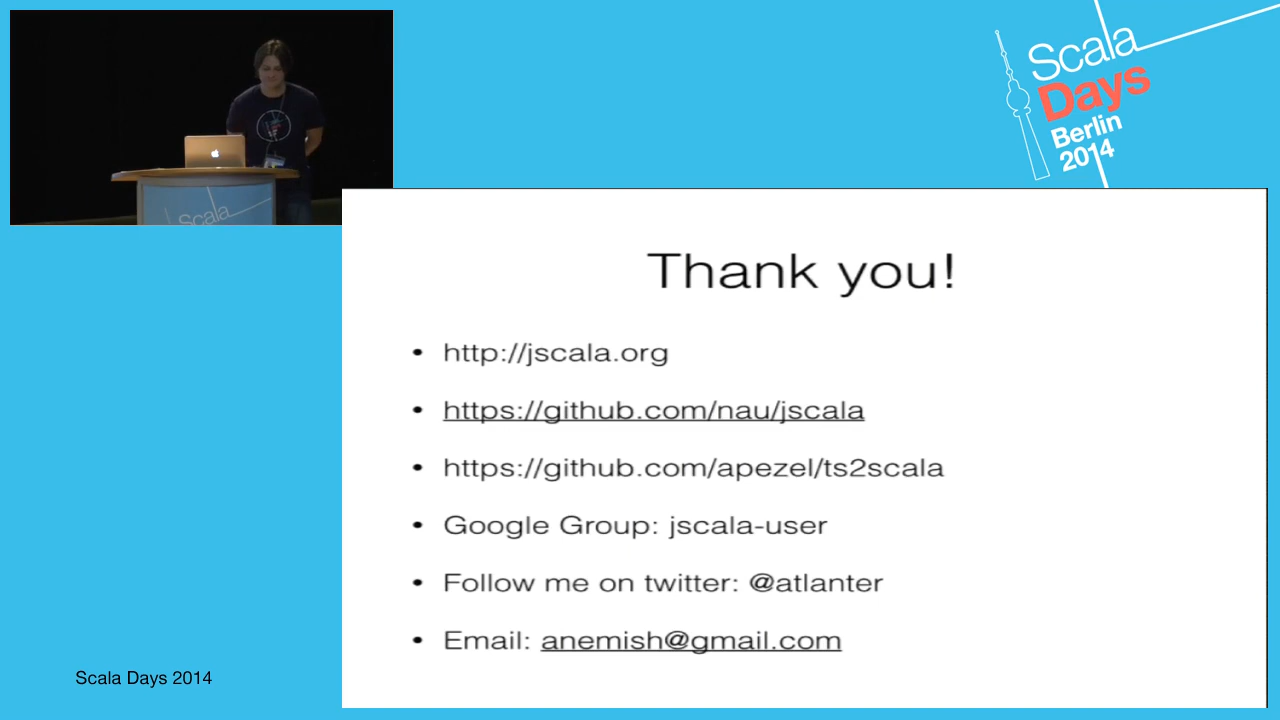 Scala
Days
Berlin
2014
Scala
Thank you!
• http://jscala.org
• https://github.com/nau/jscala
• https://github.com/apezel/ts2scala
• Google Group: jscala-user
• Follow me on twitter: @atlanter
• Email: anemish@gmail.com
Scala Days 2014